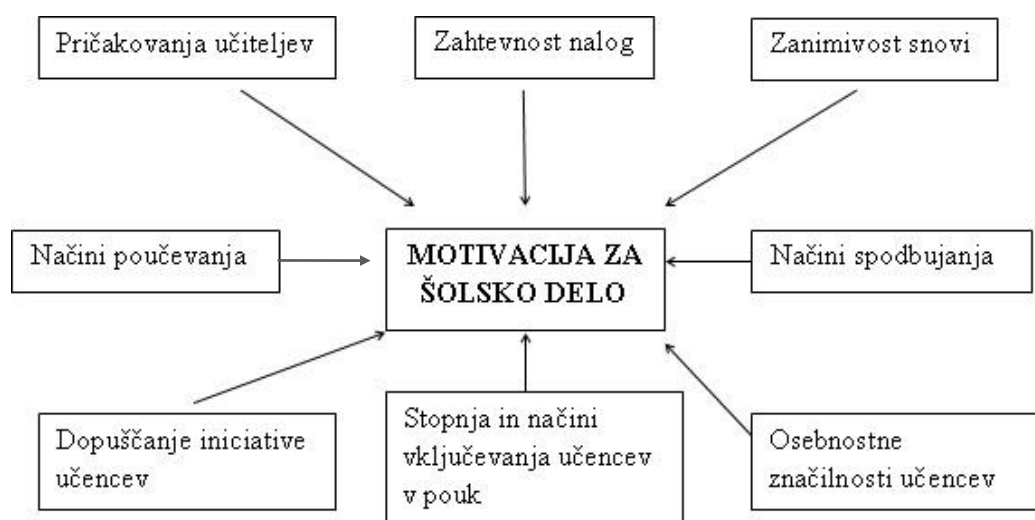 Pričakovanja učiteljev
Zahtevnost nalog
Zanimivost snovi
Načini poučevanja
MOTIVACIJA ZA
ŠOLSKO DELO
Načini spodbujanja
Dopuščanje iniciative
učencev
Stopnja in načini
vključevanja učencev
v pouk
Osebnostne
značilnosti učencev